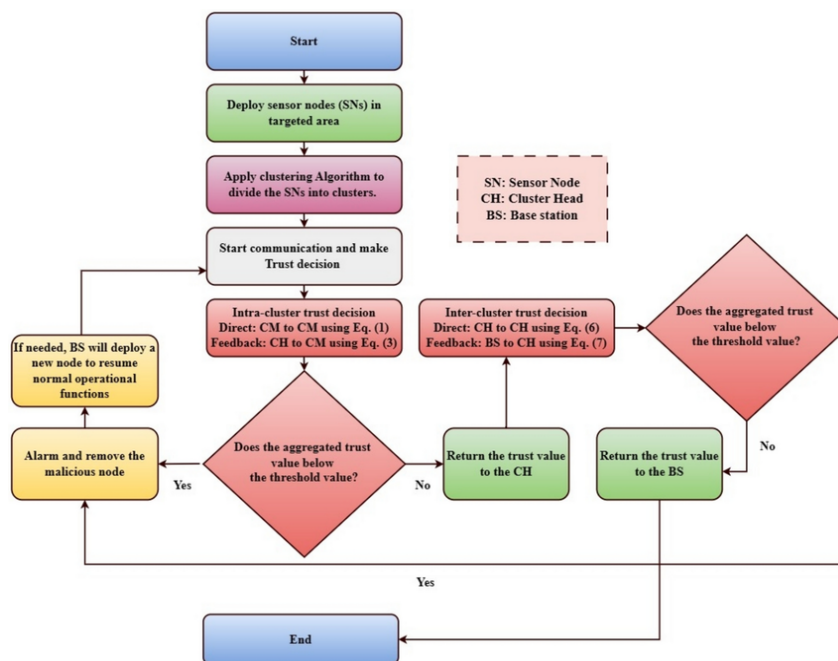 Start
Deploy sensor nodes (SNs) in
targeted area
Apply clustering Algorithm to
divide the SNs into clusters.
SN: Sensor Node
CH: Cluster Head
BS: Base station
Start communication and make
Trust decision
Intra-cluster trust decision
Direct: CM to CM using Eq. (1)
Feedback: CH to CM using Eq. (3)
Inter-cluster trust decision
Direct: CH to CH using Eq. (6)
Feedback: BS to CH using Eq. (7)
Does the aggregated trust
value below
the threshold value?
If needed, BS will deploy a
new node to resume
normal operational
functions
Alarm and remove the
malicious node
Yes
Does the aggregated trust
value below
the threshold value?
No
Return the trust value
to the CH
Return the trust value
to the BS
No
Yes
End